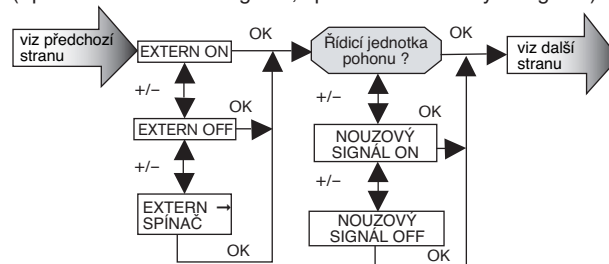 OK
OK
viz předchozí
stranu
EXTERN ON
Řídicí jednotka
pohonu ?
viz další
stranu
+/–
OK
+/–
OK
EXTERN OFF
NOUZOVÝ
SIGNÁL ON
+/–
+/–
EXTERN →
SPÍNAČ
NOUZOVÝ
SIGNÁL OFF
OK
OK